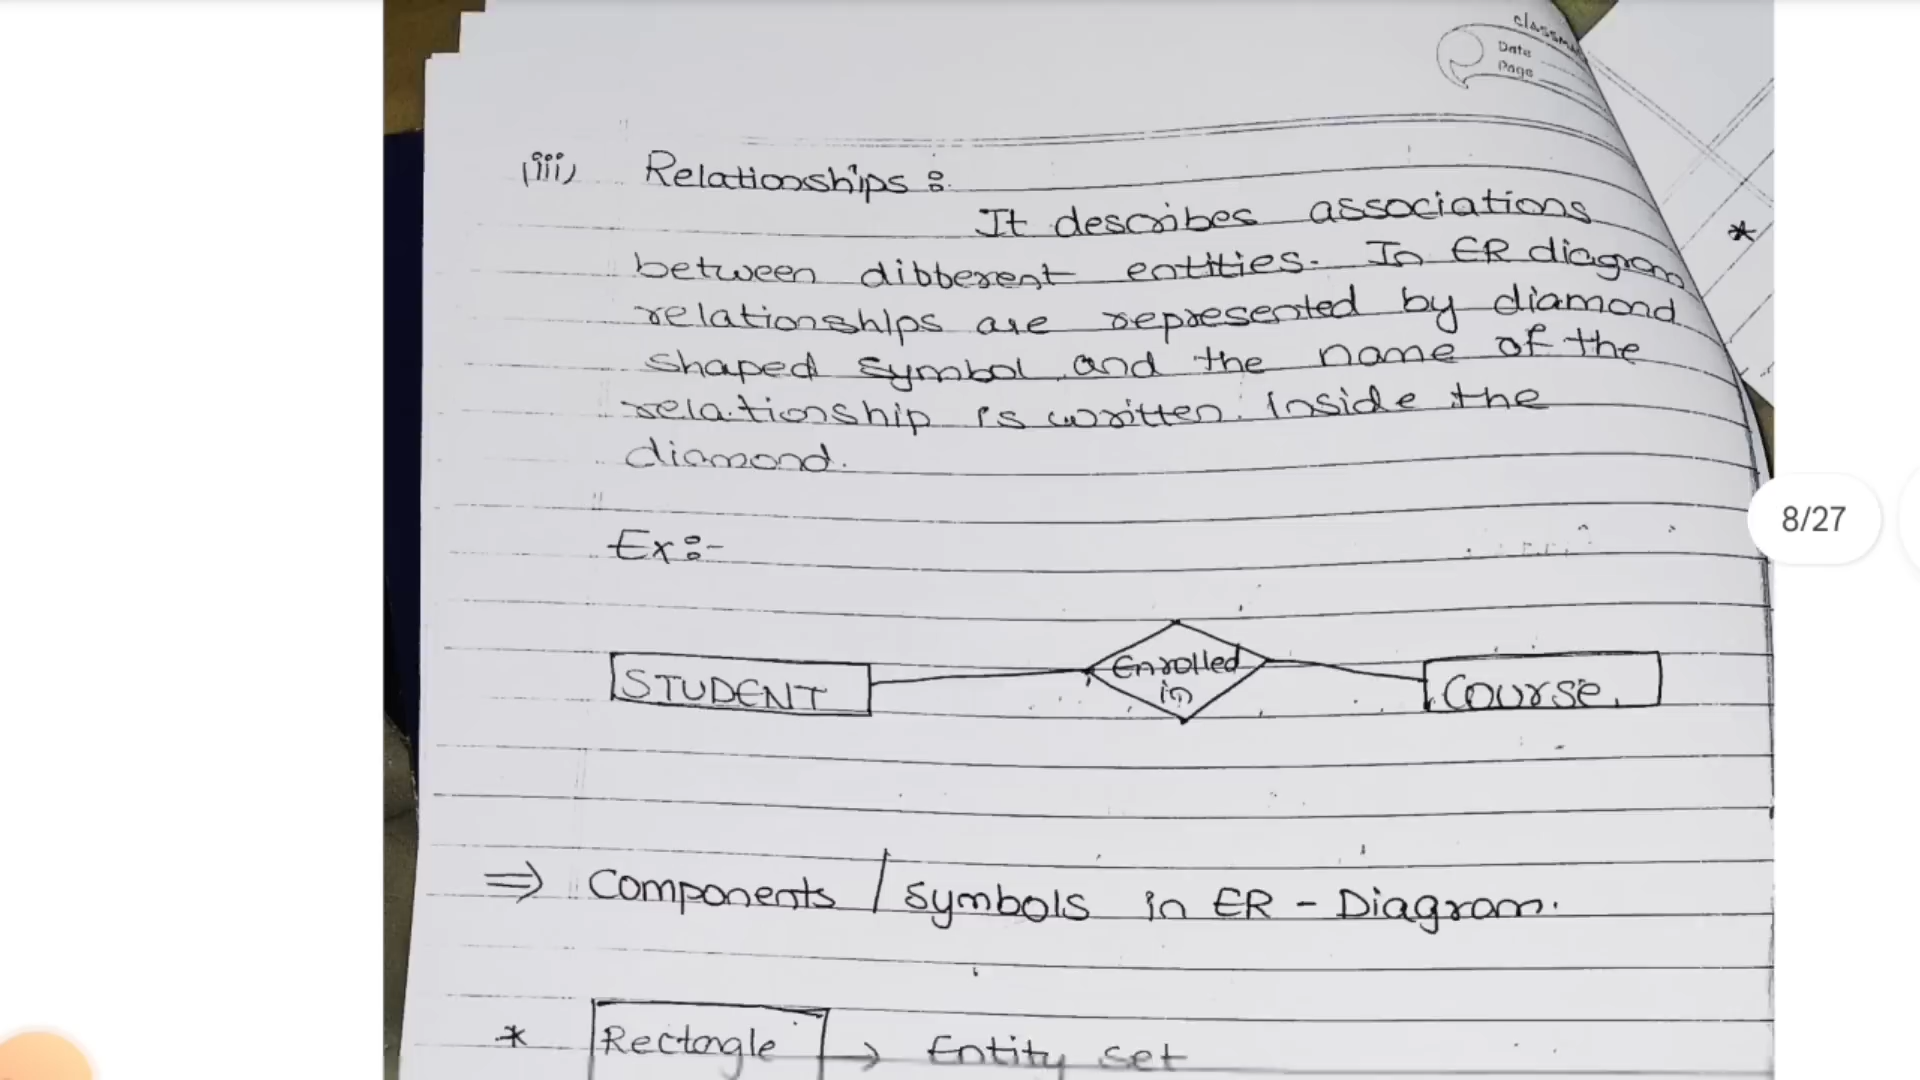 classm
Date
Page
(iii) Relationships :
It describes associations
between different entities. In ER diagram
relationships are represented by diamond
shaped symbol and the name of the
relationship is written inside the
diamond.
*
8/27
Ex:-
STUDENT Enrolled in Course.
⇒ Components / symbols in ER - Diagram.
* Rectangle → Entity set